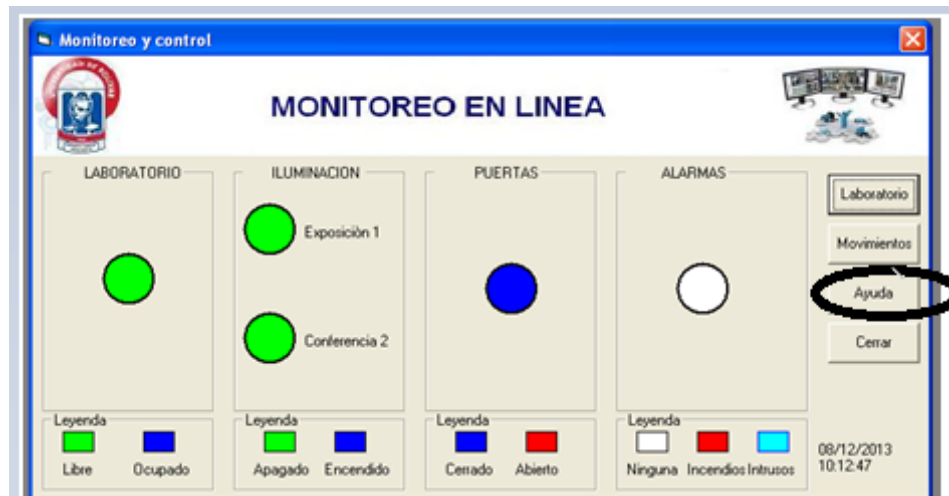 Monitoreo y control
MONITOREO EN LINEA
LABORATORIO
ILUMINACION
PUERTAS
ALARMAS
Exposición 1
Conferencia 2
Laboratorio
Movimientos
Ayuda
Cerrar
Leyenda
Libre Ocupado
Leyenda
Apagado Encendido
Leyenda
Cerrado Abierto
Leyenda
Ninguna Incendios Intrusos
08/12/2013
10:12:47